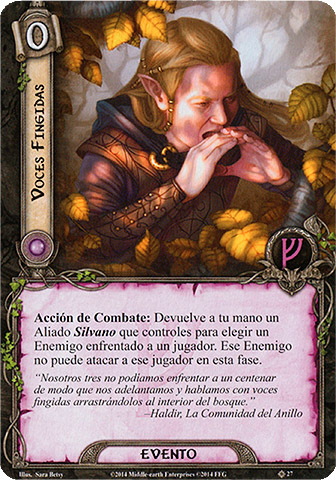 0
VOCES FINGIDAS
Acción de Combate: Devuelve a tu mano un
Aliado Silvano que controles para elegir un
Enemigo enfrentado a un jugador. Ese Enemigo
no puede atacar a ese jugador en esta fase.
“Nosotros tres no podíamos enfrentar a un centenar
de modo que nos adelantamos y hablamos con voces
fingidas arrastrándolos al interior del bosque.”
–Haldir, La Comunidad del Anillo
EVENTO
Illus. Sara Betsy
©2014 Middle-earth Enterprises ©2014 FFG
27